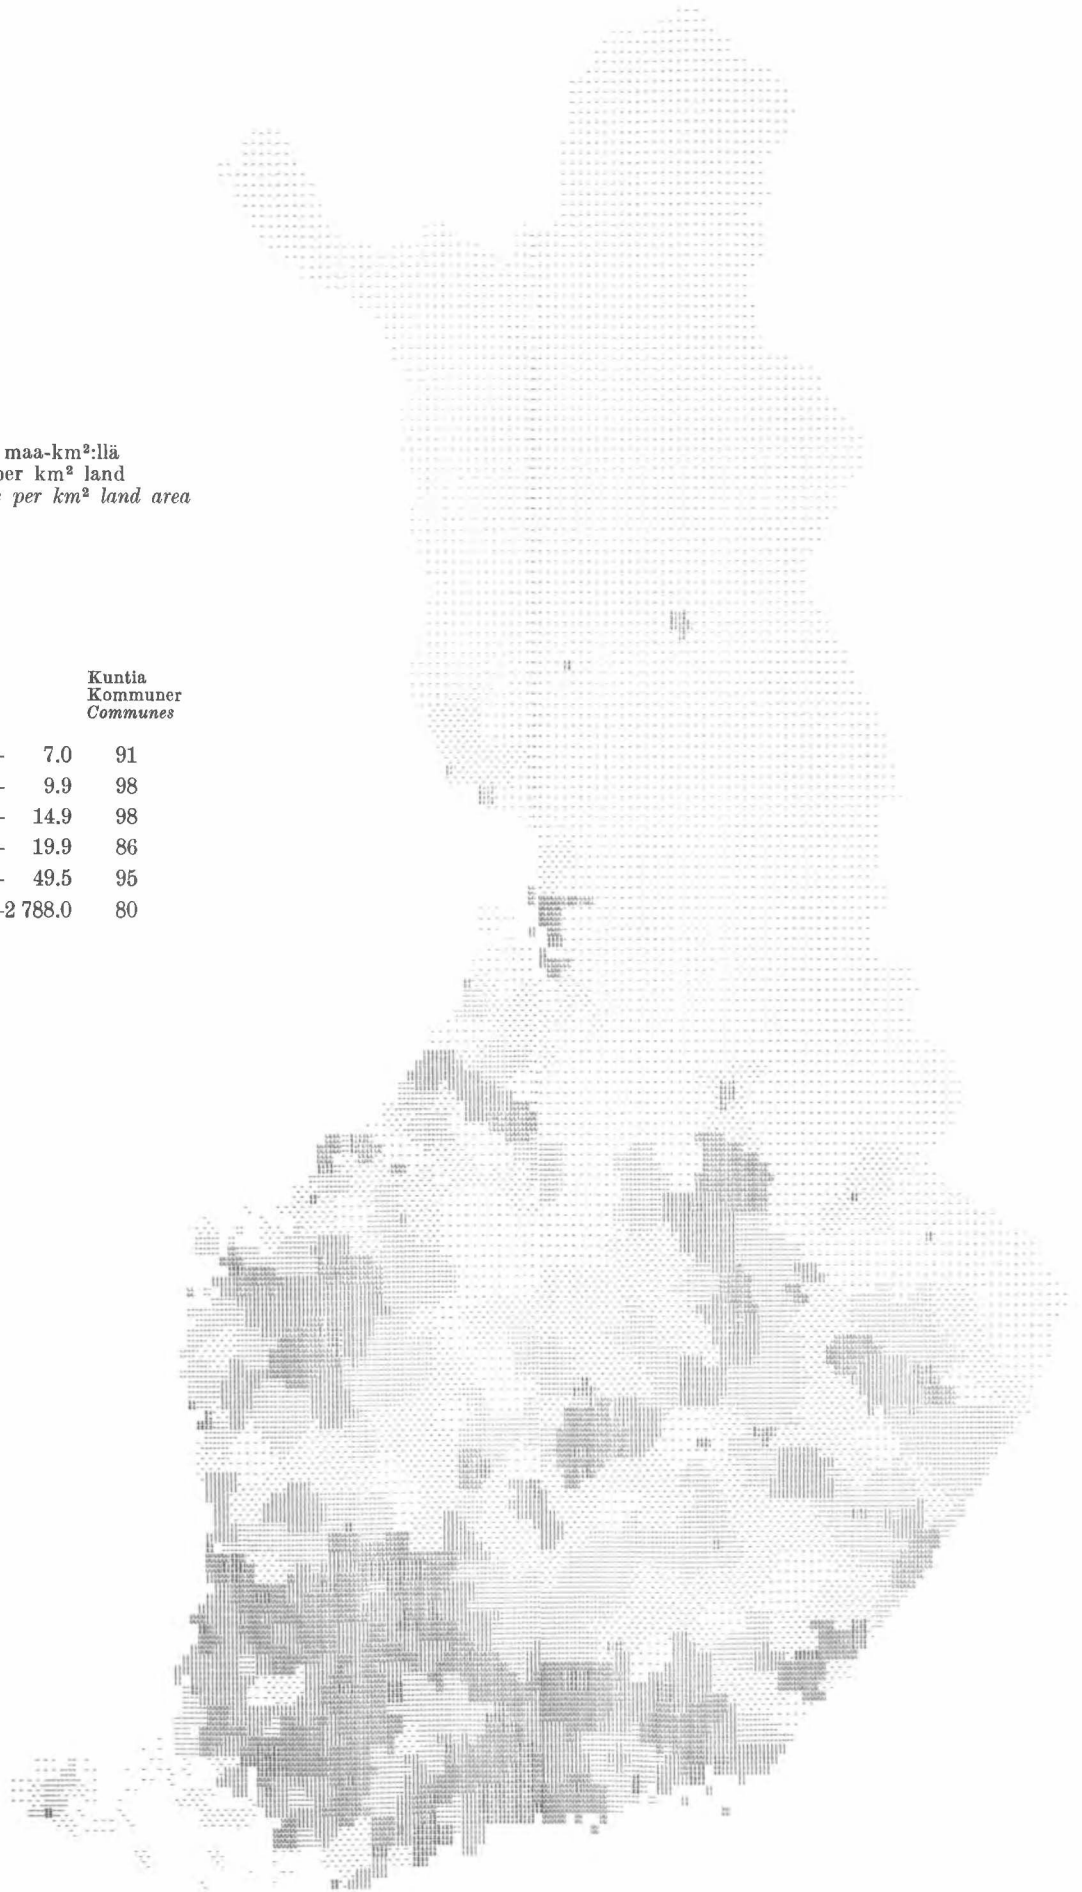 maa-km²:llä
per km² land
per km² land area
Kuntia
Kommuner
Communes
- 7.0 91
- 9.9 98
- 14.9 98
- 19.9 86
- 49.5 95
-2 788.0 80